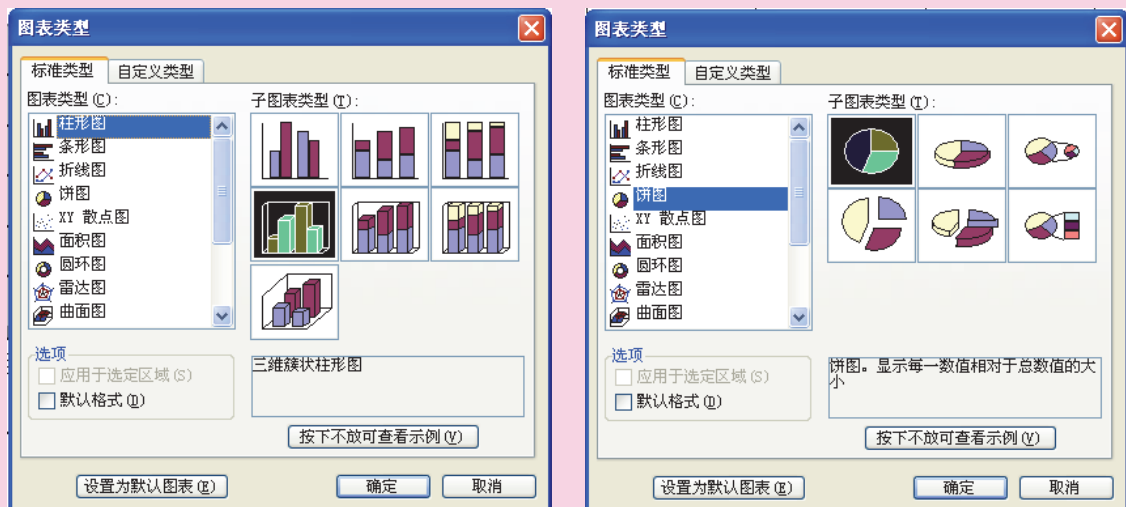 图表类型
标准类型 自定义类型
图表类型(C):
子图表类型(T):
柱形图
条形图
折线图
饼图
XY 散点图
面积图
圆环图
雷达图
曲面图
选项
应用于选定区域(S)
默认格式(D)
三维簇状柱形图
按下不放可查看示例(V)
设置为默认图表(E)
确定
取消
图表类型
标准类型 自定义类型
图表类型(C):
子图表类型(T):
柱形图
条形图
折线图
饼图
XY 散点图
面积图
圆环图
雷达图
曲面图
选项
应用于选定区域(S)
默认格式(D)
饼图。显示每一数值相对于总数值的大
小
按下不放可查看示例(V)
设置为默认图表(E)
确定
取消